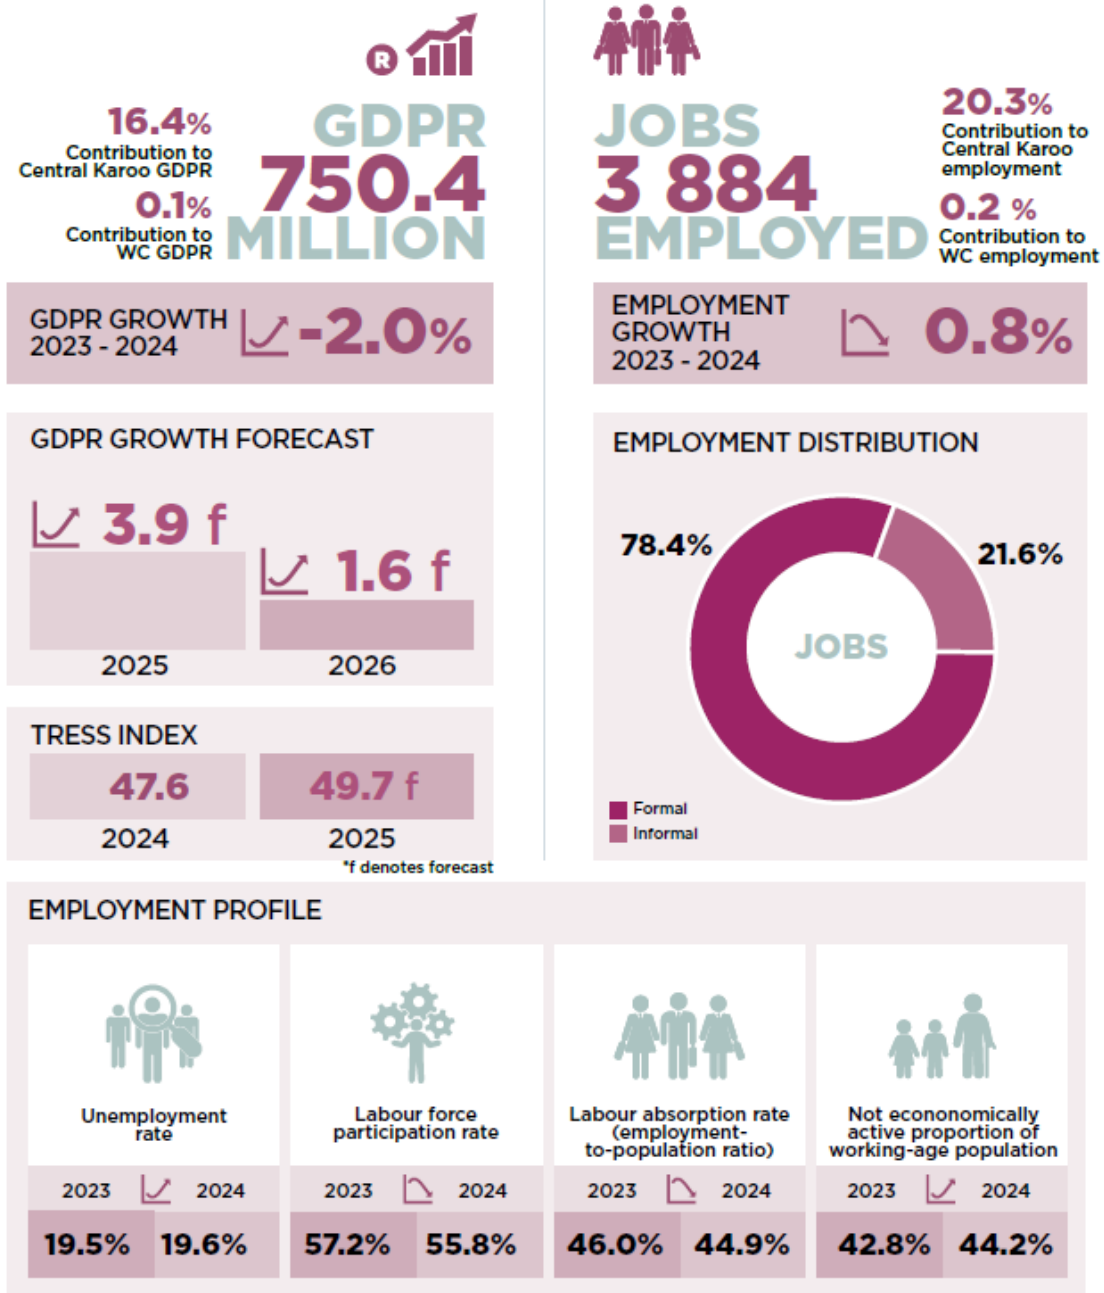 R
16.4%
Contribution to
Central Karoo GDPR
0.1%
Contribution to
WC GDPR
GDPR
750.4
MILLION
JOBS
3 884
EMPLOYED
20.3%
Contribution to
Central Karoo
employment
0.2 %
Contribution to
WC employment
GDPR GROWTH
2023 - 2024
-2.0%
EMPLOYMENT
GROWTH
2023 - 2024
0.8%
GDPR GROWTH FORECAST
3.9 f
1.6 f
2025
2026
TRESS INDEX
47.6
49.7 f
2024
2025
*f denotes forecast
EMPLOYMENT DISTRIBUTION
78.4%
21.6%
JOBS
Formal
Informal
EMPLOYMENT PROFILE
Unemployment
rate
2023 2024
19.5% 19.6%
Labour force
participation rate
2023 2024
57.2% 55.8%
Labour absorption rate
(employment-
to-population ratio)
2023 2024
46.0% 44.9%
Not econonomically
active proportion of
working-age population
2023 2024
42.8% 44.2%